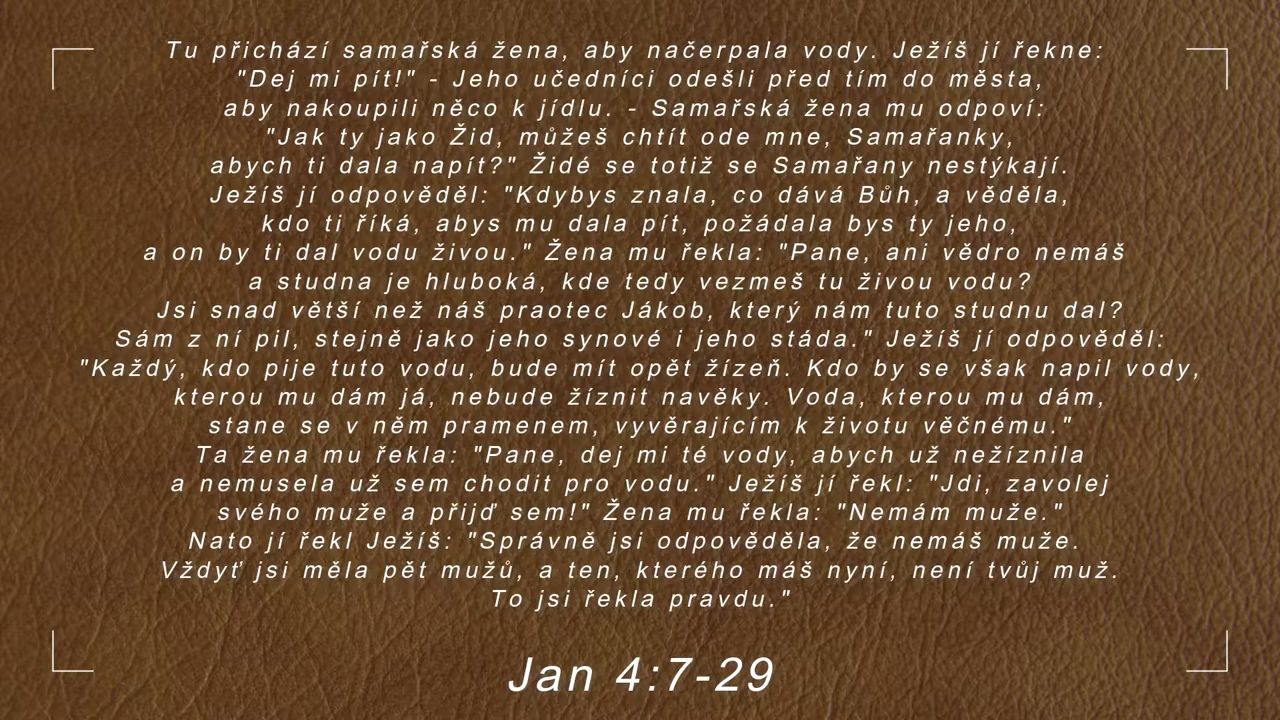 Tu přichází samařská žena, aby načerpala vody. Ježíš jí řekne:
"Dej mi pít!" - Jeho učedníci odešli před tím do města,
aby nakoupili něco k jídlu. - Samařská žena mu odpoví:
"Jak ty jako Žid, můžeš chtít ode mne, Samařanky,
abych ti dala napít?" Židé se totiž se Samařany nestýkají.
Ježíš jí odpověděl: "Kdybys znala, co dává Bůh, a věděla,
kdo ti říká, abys mu dala pít, požádala bys ty jeho,
a on by ti dal vodu živou." Žena mu řekla: "Pane, ani vědro nemáš
a studna je hluboká, kde tedy vezmeš tu živou vodu?
Jsi snad větší než náš praotec Jákob, který nám tuto studnu dal?
Sám z ní pil, stejně jako jeho synové i jeho stáda." Ježíš jí odpověděl:
"Každý, kdo pije tuto vodu, bude mít opět žízeň. Kdo by se však napil vody,
kterou mu dám já, nebude žíznit navěky. Voda, kterou mu dám,
stane se v něm pramenem, vyvěrajícím k životu věčnému."
Ta žena mu řekla: "Pane, dej mi té vody, abych už nežíznila
a nemusela už sem chodit pro vodu." Ježíš jí řekl: "Jdi, zavolej
svého muže a přijď sem!" Žena mu řekla: "Nemám muže."
Nato jí řekl Ježíš: "Správně jsi odpověděla, že nemáš muže.
Vždyť jsi měla pět mužů, a ten, kterého máš nyní, není tvůj muž.
To jsi řekla pravdu."
Jan 4:7-29